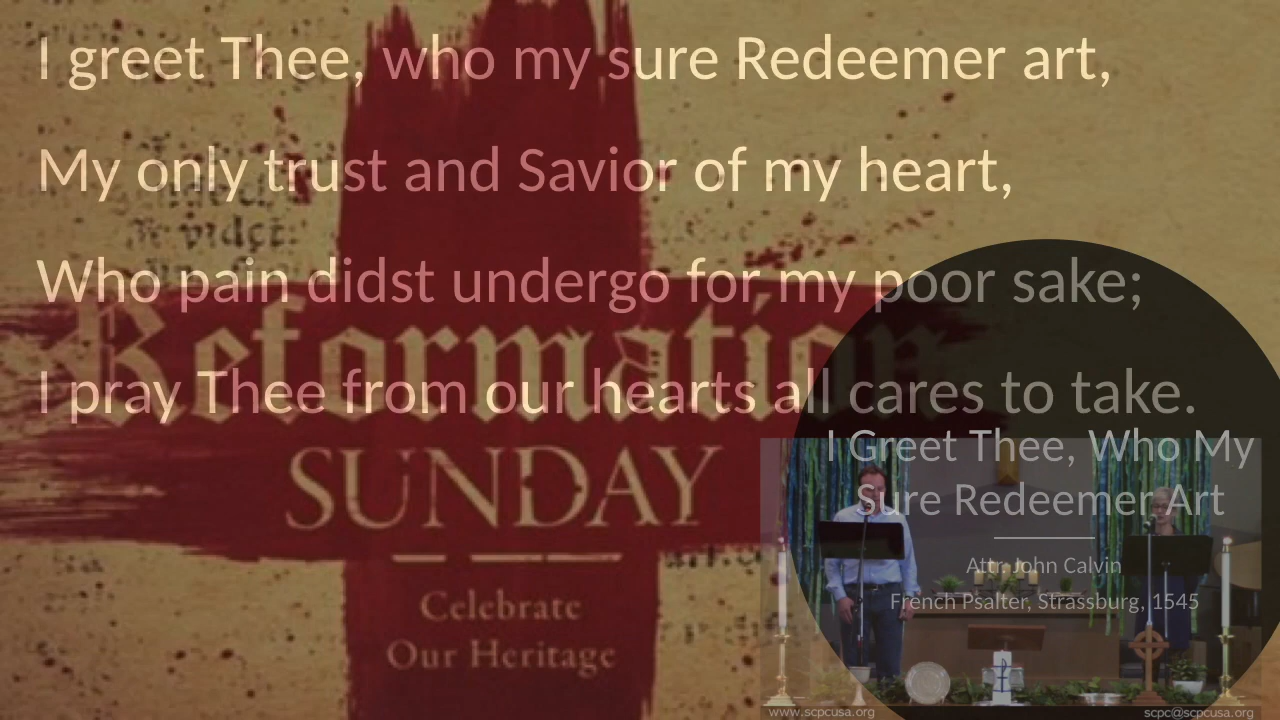 I greet Thee, who my sure Redeemer art,
My only trust and Savior of my heart,
Who pain didst undergo for my poor sake;
I pray Thee from our hearts all cares to take.
Reformation
SUNDAY
Celebrate
Our Heritage
I Greet Thee, Who My
Sure Redeemer Art
Attr. John Calvin
French Psalter, Strassburg, 1545
www.scpcusa.org
scpc@scpcusa.org